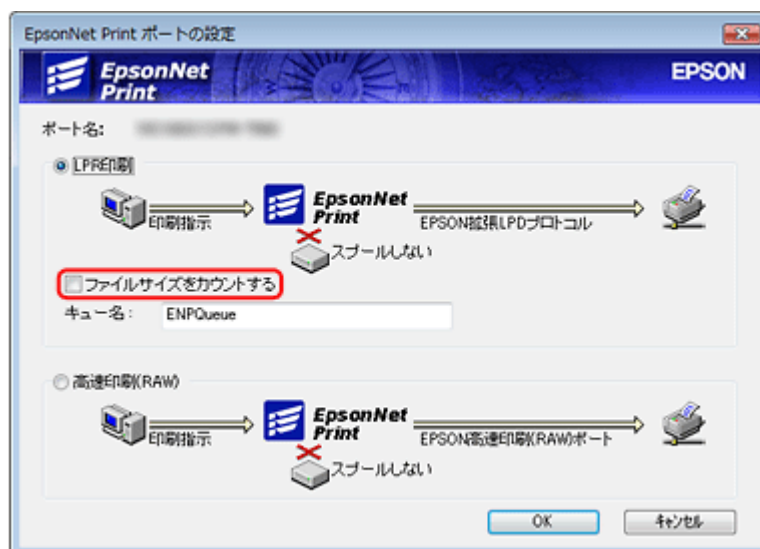 EpsonNet Print ポートの設定
EpsonNet
Print
EPSON
ポート名:
LPR印刷
印刷指示
EpsonNet
Print
EPSON拡張LPDプロトコル
スプールしない
ファイルサイズをカウントする
キュー名:
ENPQueue
高速印刷(RAW)
印刷指示
EpsonNet
Print
EPSON高速印刷(RAW)ポート
スプールしない
OK
キャンセル